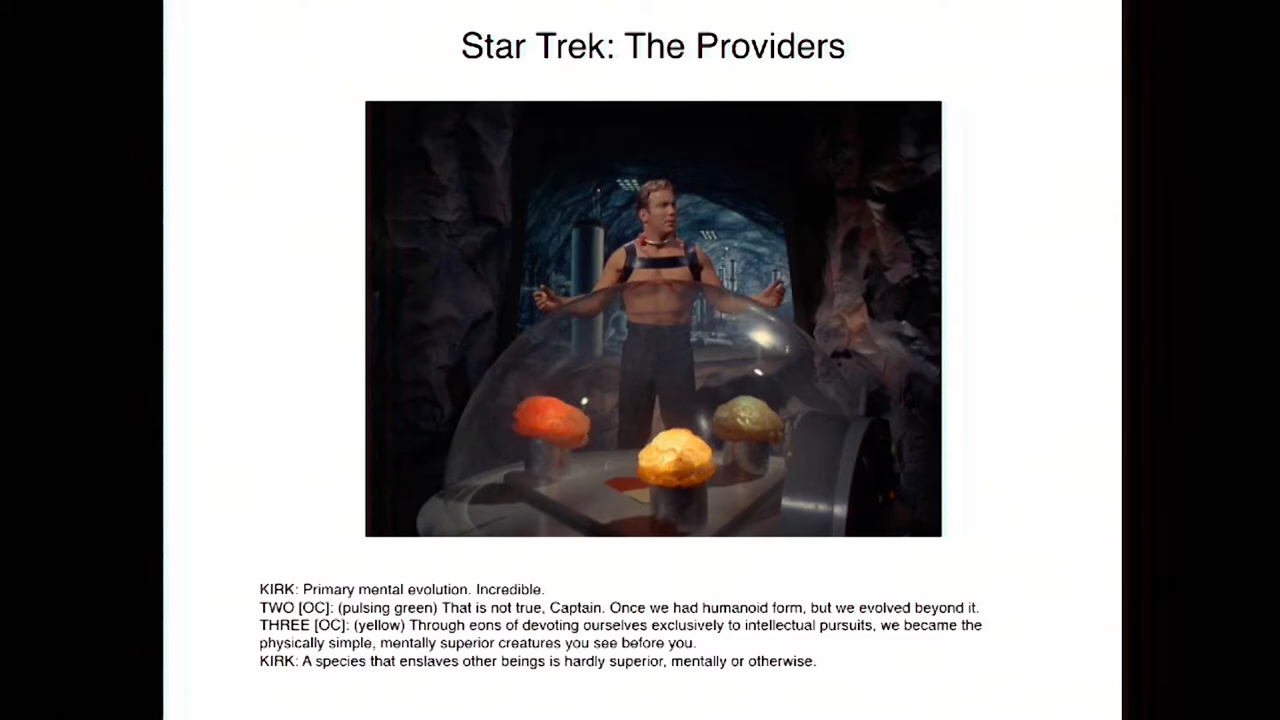 Star Trek: The Providers
KIRK: Primary mental evolution. Incredible.
TWO [OC]: (pulsing green) That is not true, Captain. Once we had humanoid form, but we evolved beyond it.
THREE [OC]: (yellow) Through eons of devoting ourselves exclusively to intellectual pursuits, we became the
physically simple, mentally superior creatures you see before you.
KIRK: A species that enslaves other beings is hardly superior, mentally or otherwise.